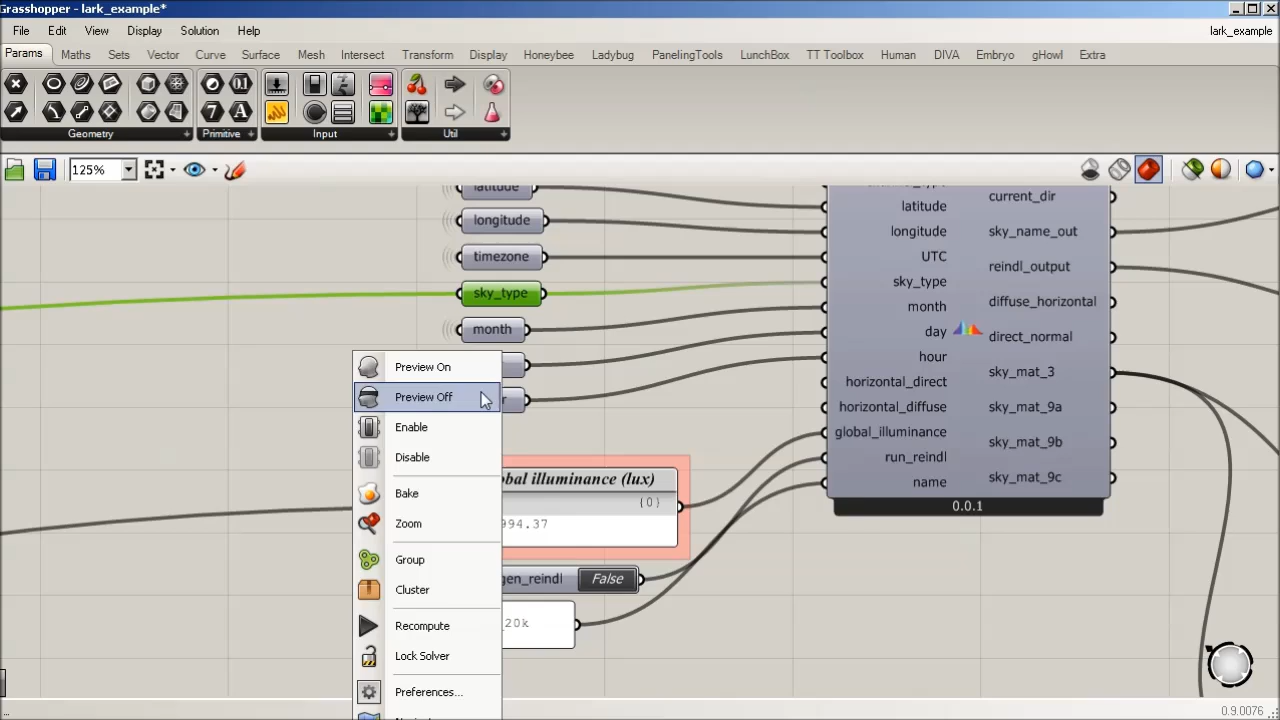 Grasshopper - lark_example*
File Edit View Display Solution Help lark_example
Params Maths Sets Vector Curve Surface Mesh Intersect Transform Display Honeybee Ladybug PanelingTools LunchBox TT Toolbox Human DIVA Embryo gHowl Extra
Geometry Primitive Input Util
125%
latitude
longitude
timezone
sky_type
month
Preview On
Preview Off
Enable
Disable
Bake
Zoom
Group
Cluster
Recompute
Lock Solver
Preferences...
bal illuminance (lux)
{0}
994.37
gen_reindl False
_20k
latitude
longitude
UTC
sky_type
month
day
hour
horizontal_direct
horizontal_diffuse
global_illuminance
run_reindl
name
current_dir
sky_name_out
reindl_output
diffuse_horizontal
direct_normal
sky_mat_3
sky_mat_9a
sky_mat_9b
sky_mat_9c
0.0.1
0.9.0076